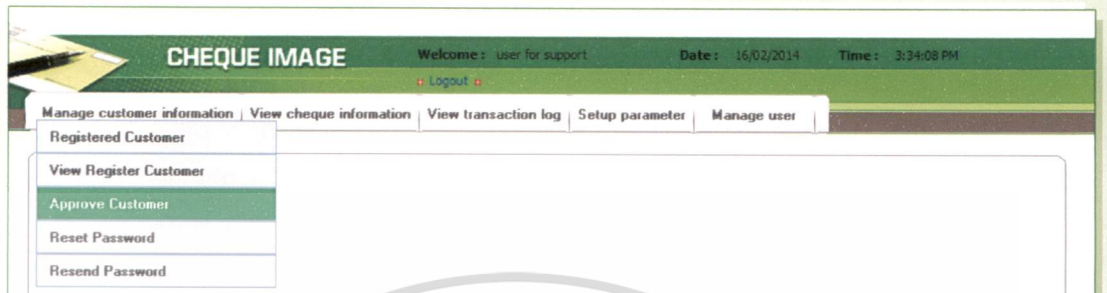 CHEQUE IMAGE Welcome : user for support Date : 16/02/2014 Time : 3:34:08 PM
Logout
Manage customer information View cheque information View transaction log Setup parameter Manage user
Registered Customer
View Register Customer
Approve Customer
Reset Password
Resend Password